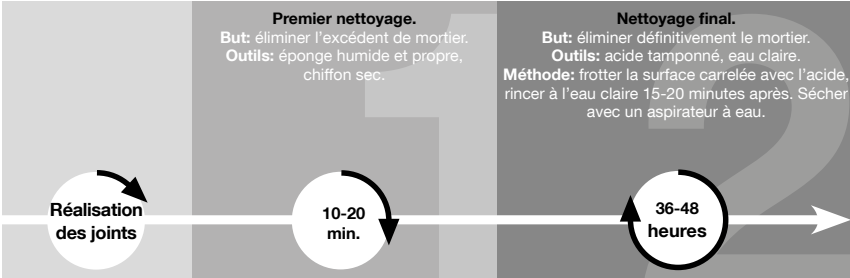 Premier nettoyage.
But: éliminer l'excédent de mortier.
Outils: éponge humide et propre,
chiffon sec.
Nettoyage final.
But: éliminer définitivement le mortier.
Outils: acide tamponné, eau claire.
Méthode: frotter la surface carrelée avec l'acide,
rincer à l'eau claire 15-20 minutes après. Sécher
avec un aspirateur à eau.
1
2
Réalisation
des joints
10-20
min.
36-48
heures